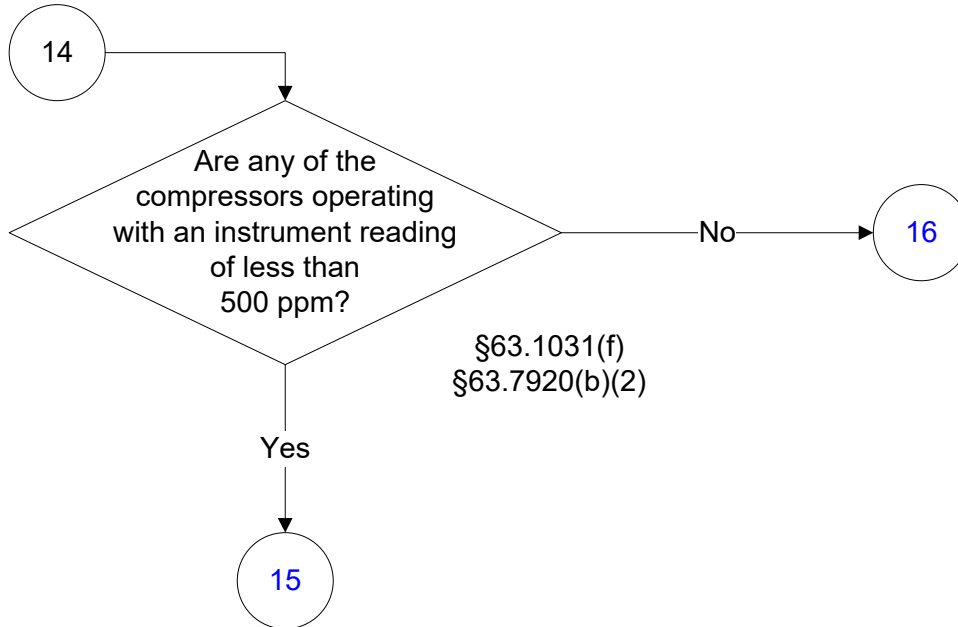 14
Are any of the
compressors operating
with an instrument reading
of less than
500 ppm?
No
16
§63.1031(f)
§63.7920(b)(2)
Yes
15